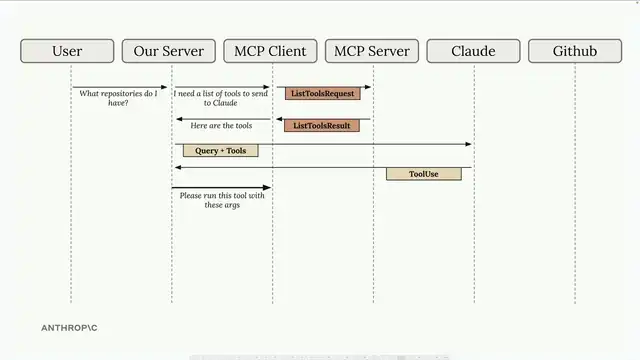 User
Our Server
MCP Client
MCP Server
Claude
Github
What repositories do I
have?
I need a list of tools to send
to Claude
ListToolsRequest
Here are the tools
ListToolsResult
Query + Tools
ToolUse
Please run this tool with
these args
ANTHROP\C